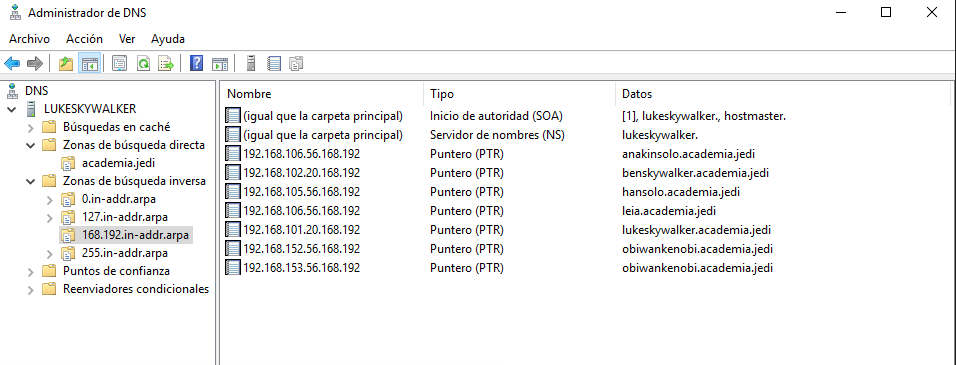 Administrador de DNS
Archivo Acción Ver Ayuda
DNS
LUKESKYWALKER
Búsquedas en caché
Zonas de búsqueda directa
academia.jedi
Zonas de búsqueda inversa
0.in-addr.arpa
127.in-addr.arpa
168.192.in-addr.arpa
255.in-addr.arpa
Puntos de confianza
Reenviadores condicionales
Nombre Tipo Datos
(igual que la carpeta principal) Inicio de autoridad (SOA) [1], lukeskywalker., hostmaster.
(igual que la carpeta principal) Servidor de nombres (NS) lukeskywalker.
192.168.106.56.168.192 Puntero (PTR) anakinsolo.academia.jedi
192.168.102.20.168.192 Puntero (PTR) benskywalker.academia.jedi
192.168.105.56.168.192 Puntero (PTR) hansolo.academia.jedi
192.168.106.56.168.192 Puntero (PTR) leia.academia.jedi
192.168.101.20.168.192 Puntero (PTR) lukeskywalker.academia.jedi
192.168.152.56.168.192 Puntero (PTR) obiwankenobi.academia.jedi
192.168.153.56.168.192 Puntero (PTR) obiwankenobi.academia.jedi